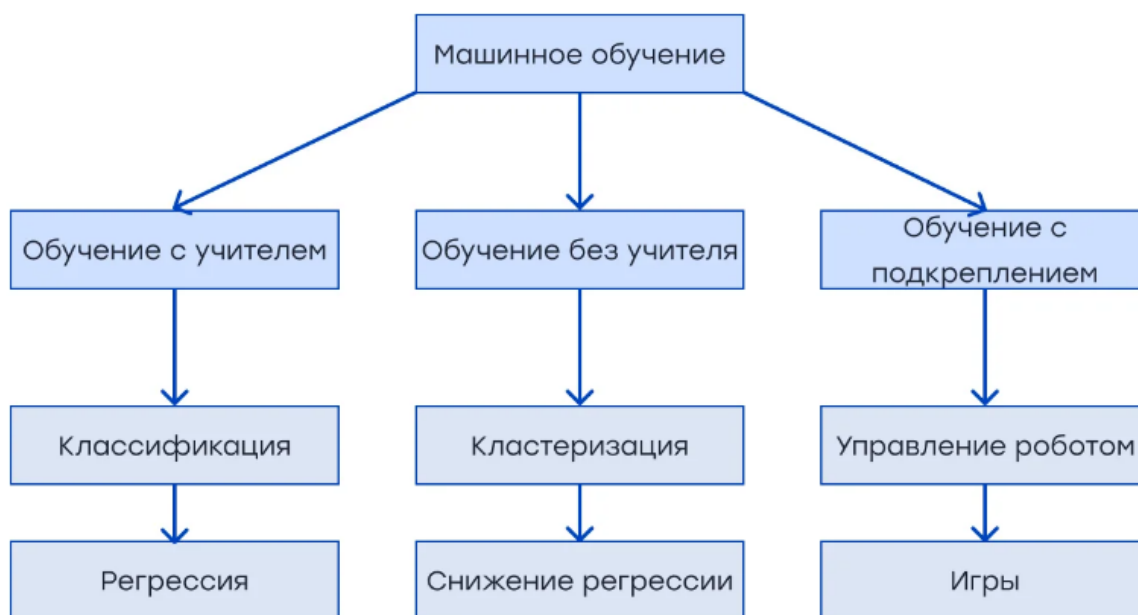 Машинное обучение
Обучение с учителем
Обучение без учителя
Обучение с
подкреплением
Классификация
Кластеризация
Управление роботом
Регрессия
Снижение регрессии
Игры